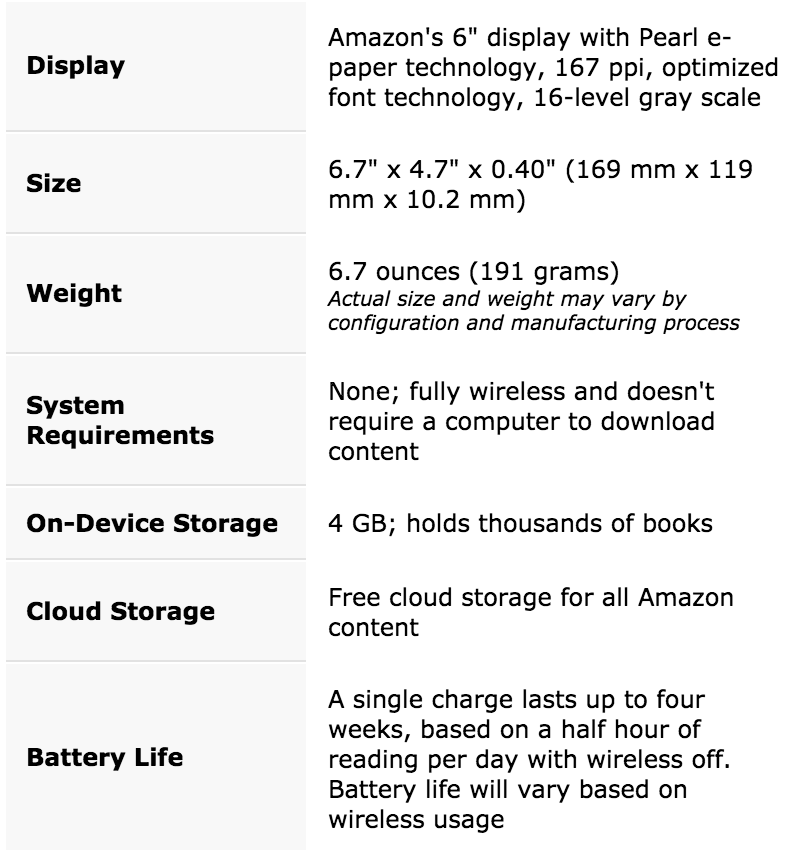 Display
Amazon's 6" display with Pearl e-
paper technology, 167 ppi, optimized
font technology, 16-level gray scale
Size
6.7" x 4.7" x 0.40" (169 mm x 119
mm x 10.2 mm)
Weight
6.7 ounces (191 grams)
Actual size and weight may vary by
configuration and manufacturing process
System
Requirements
None; fully wireless and doesn't
require a computer to download
content
On-Device Storage
4 GB; holds thousands of books
Cloud Storage
Free cloud storage for all Amazon
content
Battery Life
A single charge lasts up to four
weeks, based on a half hour of
reading per day with wireless off.
Battery life will vary based on
wireless usage